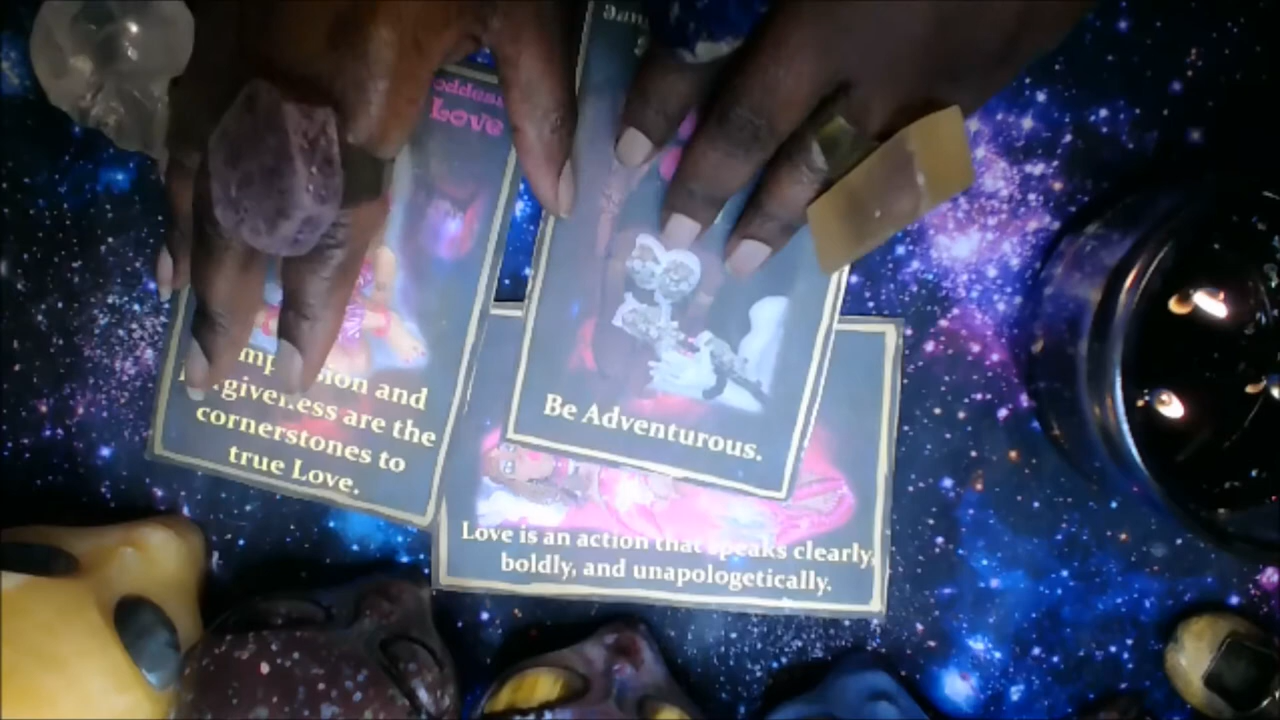 Love
and
are the
cornerstones to
true Love.
Be Adventurous.
Love is an action that speaks clearly,
boldly, and unapologetically.